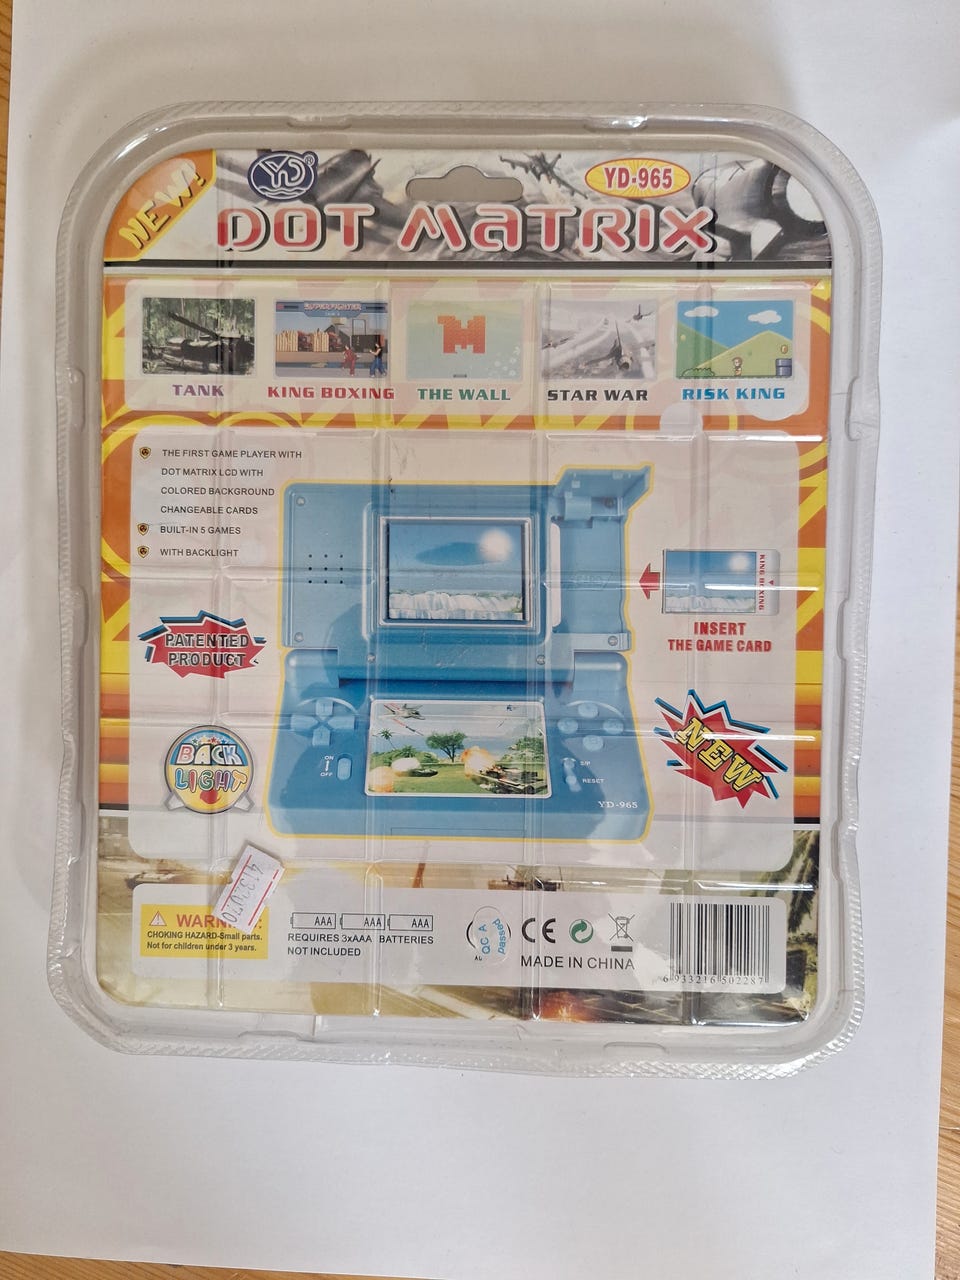 NEW!
YD®
YD-965
DOT MATRIX
SUPERFIGHTER
TANK
KING BOXING
THE WALL
STAR WAR
RISK KING
THE FIRST GAME PLAYER WITH
DOT MATRIX LCD WITH
COLORED BACKGROUND
CHANGEABLE CARDS
BUILT-IN 5 GAMES
WITH BACKLIGHT
KING BOXING
INSERT
THE GAME CARD
PATENTED
PRODUCT
BACK
LIGHT
ON
OFF
S/P
RESET
YD-965
NEW
WARN
CHOKING HAZARD-Small parts.
Not for children under 3 years.
AAA AAA AAA
REQUIRES 3xAAA BATTERIES
NOT INCLUDED
QC A
passed
CE
MADE IN CHINA
6 933216 502287